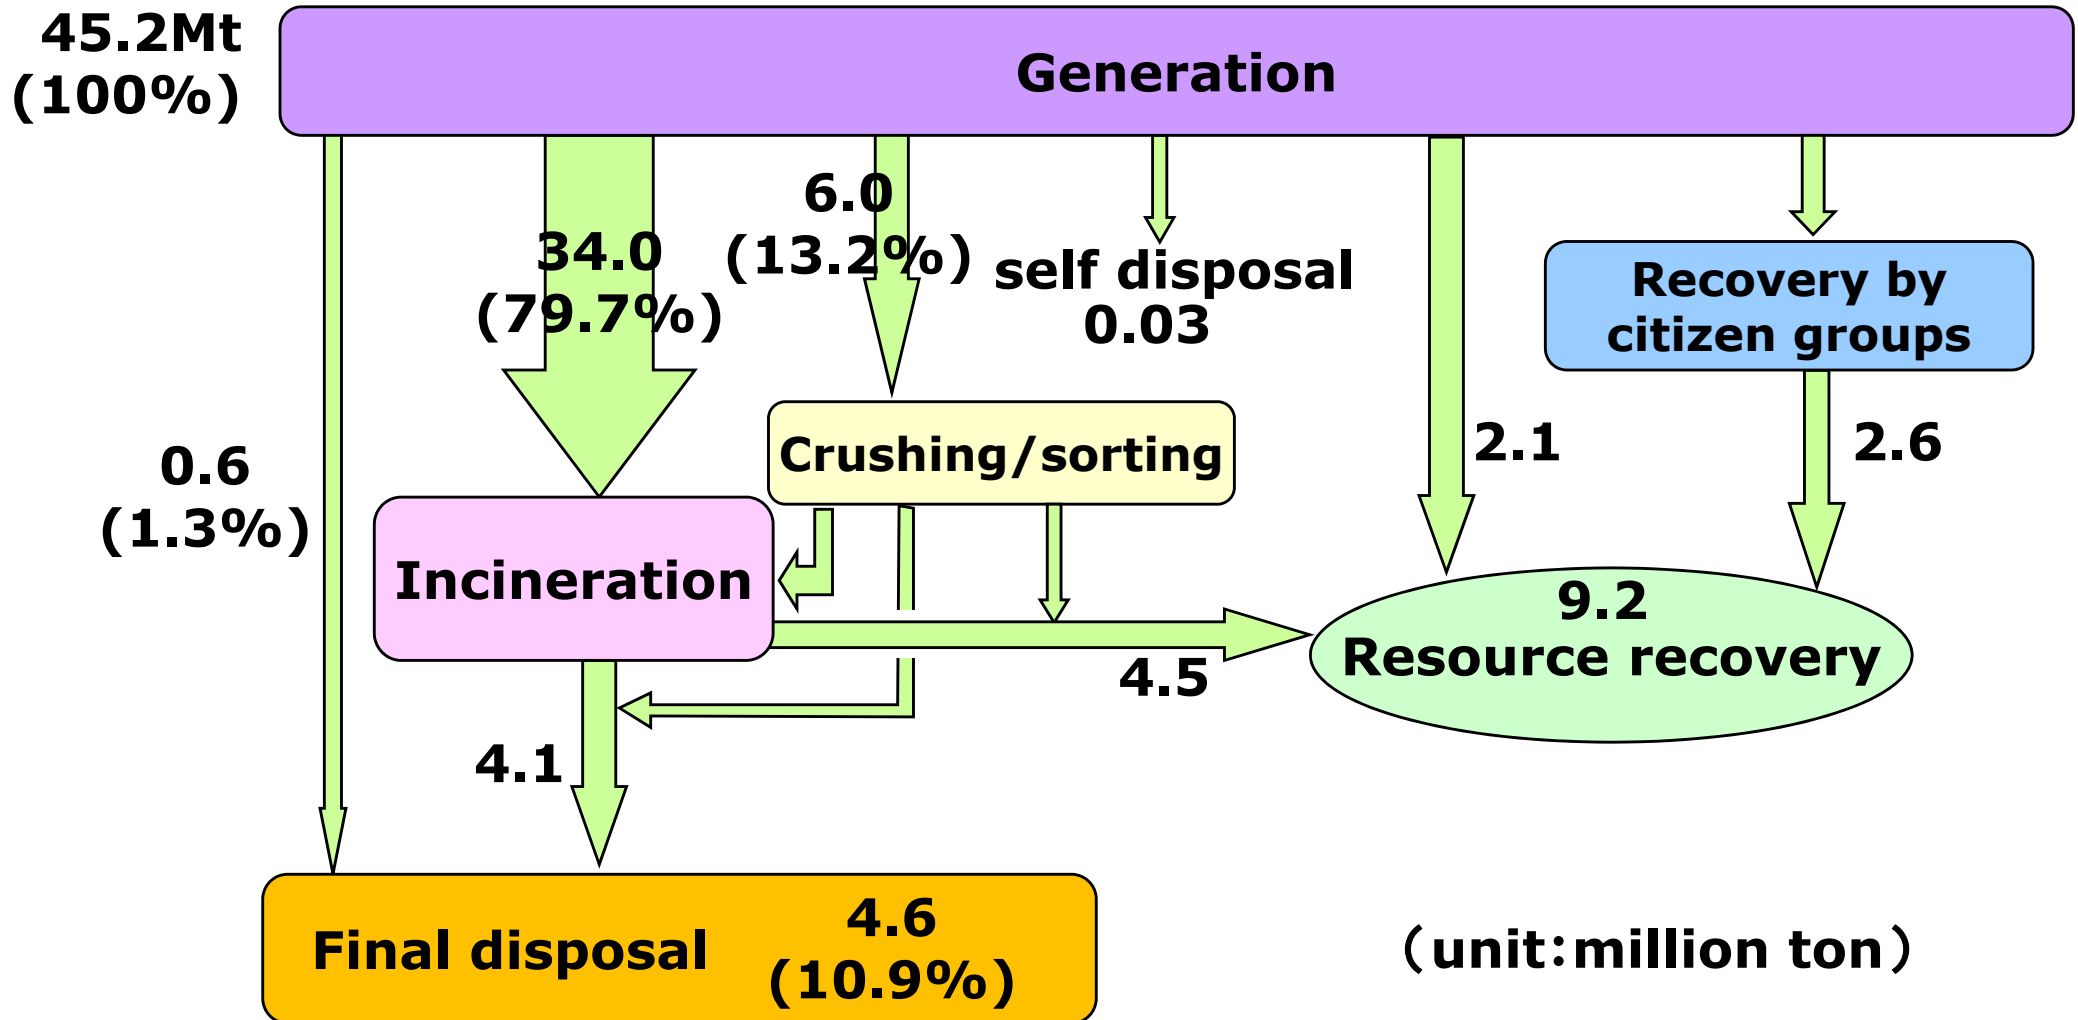 45.2Mt
(100%)
Generation
6.0
(13.2%)
34.0
(79.7%)
self disposal
0.03
Recovery by
citizen groups
0.6
(1.3%)
Crushing/sorting
2.1
2.6
Incineration
9.2
Resource recovery
4.5
4.1
Final disposal
4.6
(10.9%)
（unit：million ton）